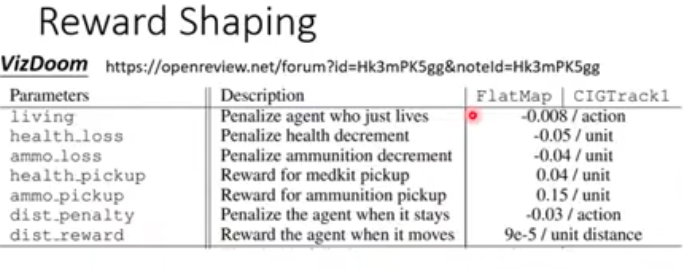 Reward Shaping
VizDoom https://openreview.net/forum?id=Hk3mPK5gg&noteId=Hk3mPK5gg
Parameters Description FlatMap | CIGTrack1
living Penalize agent who just lives -0.008 / action
health_loss Penalize health decrement -0.05 / unit
ammo_loss Penalize ammunition decrement -0.04 / unit
health_pickup Reward for medkit pickup 0.04 / unit
ammo_pickup Reward for ammunition pickup 0.15 / unit
dist_penalty Penalize the agent when it stays -0.03 / action
dist_reward Reward the agent when it moves 9e-5 / unit distance